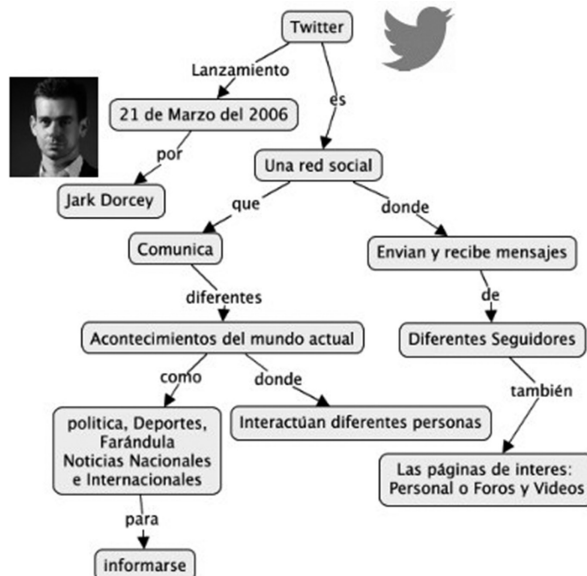 Twitter
Lanzamiento
21 de Marzo del 2006
es
por
Una red social
Jark Dorcey
que
donde
Comunica
Envian y recibe mensajes
diferentes
de
Acontecimientos del mundo actual
Diferentes Seguidores
como
donde
también
politica, Deportes,
Farándula
Noticias Nacionales
e Internacionales
Interactúan diferentes personas
Las páginas de interes:
Personal o Foros y Videos
para
informarse